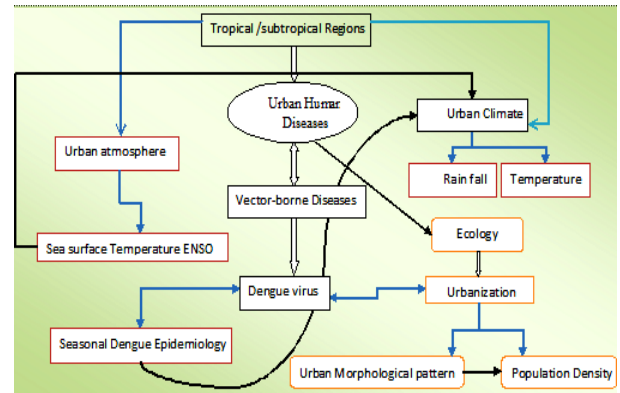 Tropical /subtropical Regions
Urban Humar
Diseases
Urban Climate
Urban atmosphere
Rain fall
Temperature
Vector-borne Diseases
Ecology
Sea surface Temperature ENSO
Dengue virus
Urbanization
Seasonal Dengue Epidemiology
Urban Morphological pattern
Population Density